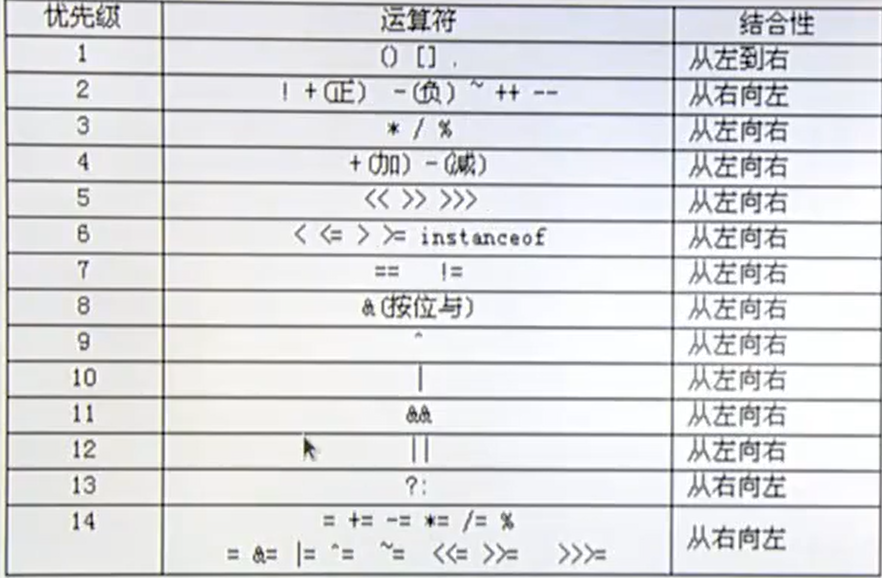 优先级 运算符 结合性
1 () [] . 从左到右
2 ! +(正) -(负) ~ ++ -- 从右向左
3 * / % 从左向右
4 +(加) -(减) 从左向右
5 << >> >>> 从左向右
6 < <= > >= instanceof 从左向右
7 == != 从左向右
8 &(按位与) 从左向右
9 ^ 从左向右
10 | 从左向右
11 && 从左向右
12 || 从左向右
13 ?: 从右向左
14 = += -= *= /= % 从右向左
= &= |= ^= ~= <<= >>= >>>=